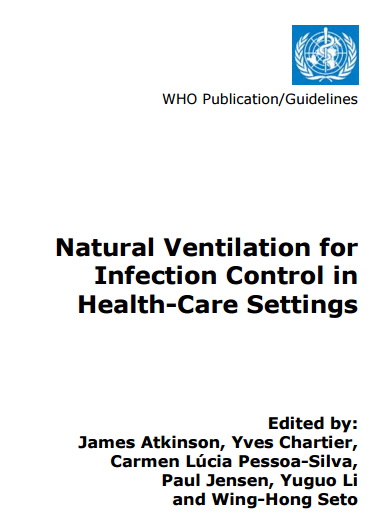 WHO Publication/Guidelines
Natural Ventilation for
Infection Control in
Health-Care Settings
Edited by:
James Atkinson, Yves Chartier,
Carmen Lúcia Pessoa-Silva,
Paul Jensen, Yuguo Li
and Wing-Hong Seto